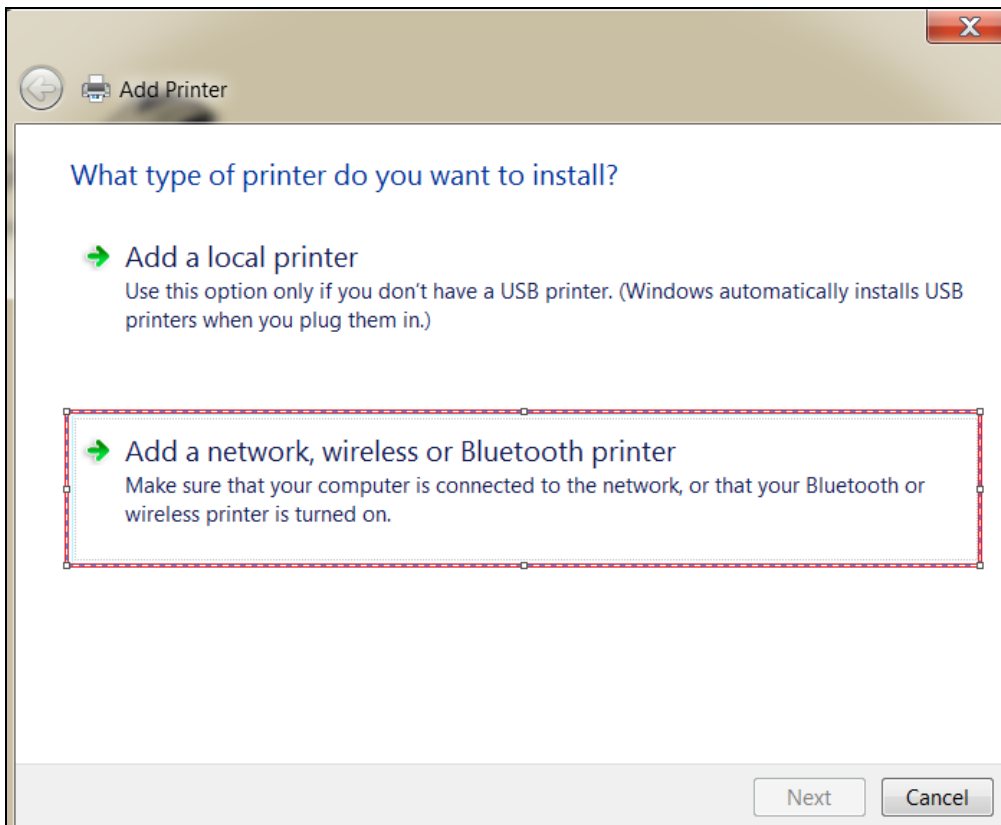 Add Printer
What type of printer do you want to install?
Add a local printer
Use this option only if you don't have a USB printer. (Windows automatically installs USB
printers when you plug them in.)
Add a network, wireless or Bluetooth printer
Make sure that your computer is connected to the network, or that your Bluetooth or
wireless printer is turned on.
Next Cancel